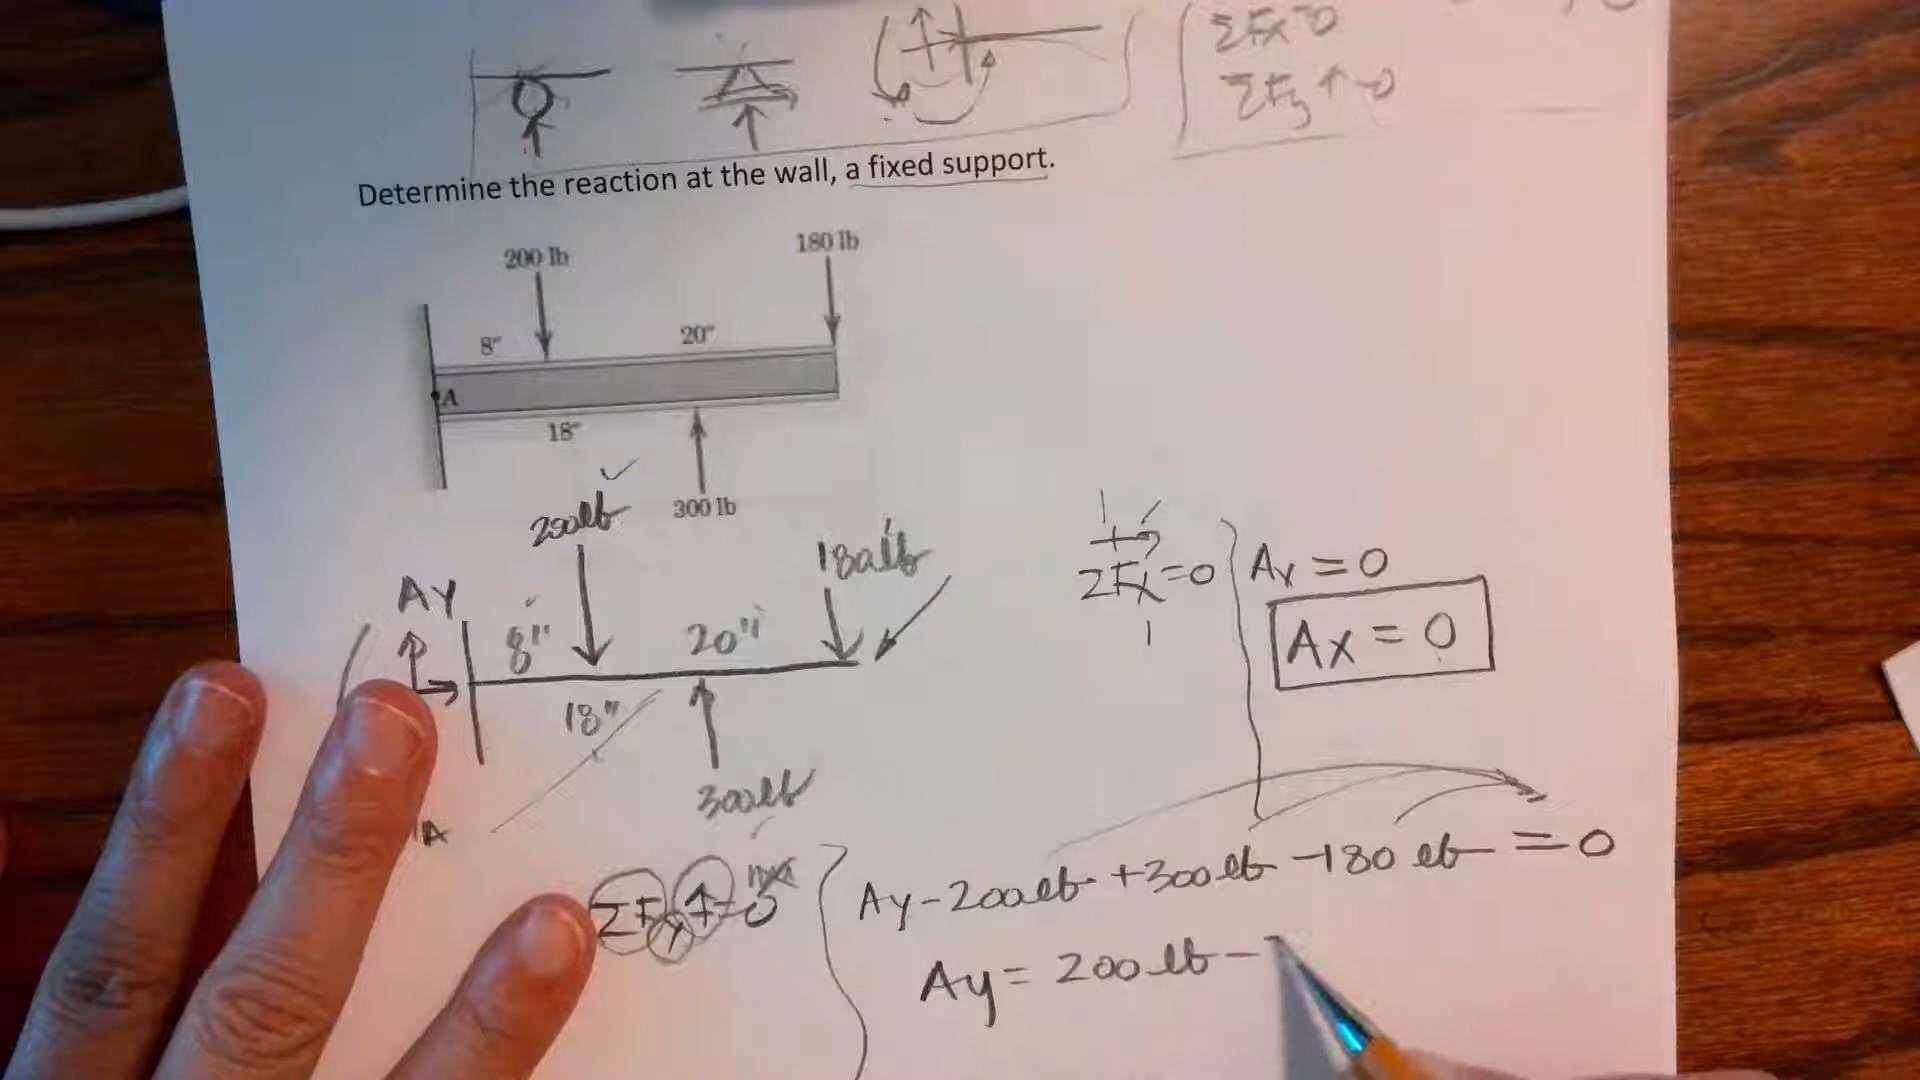 ΣFx=0
ΣFy↑=0
Determine the reaction at the wall, a fixed support.
200 lb
180 lb
8"
20"
A
18"
300 lb
200lb
180lb
AY
8"
20"
18"
300lb
A
+
ΣFx=0
Ax=0
Ax = 0
ΣFy↑=0
Ay-200lb+300lb-180lb=0
Ay=200lb-